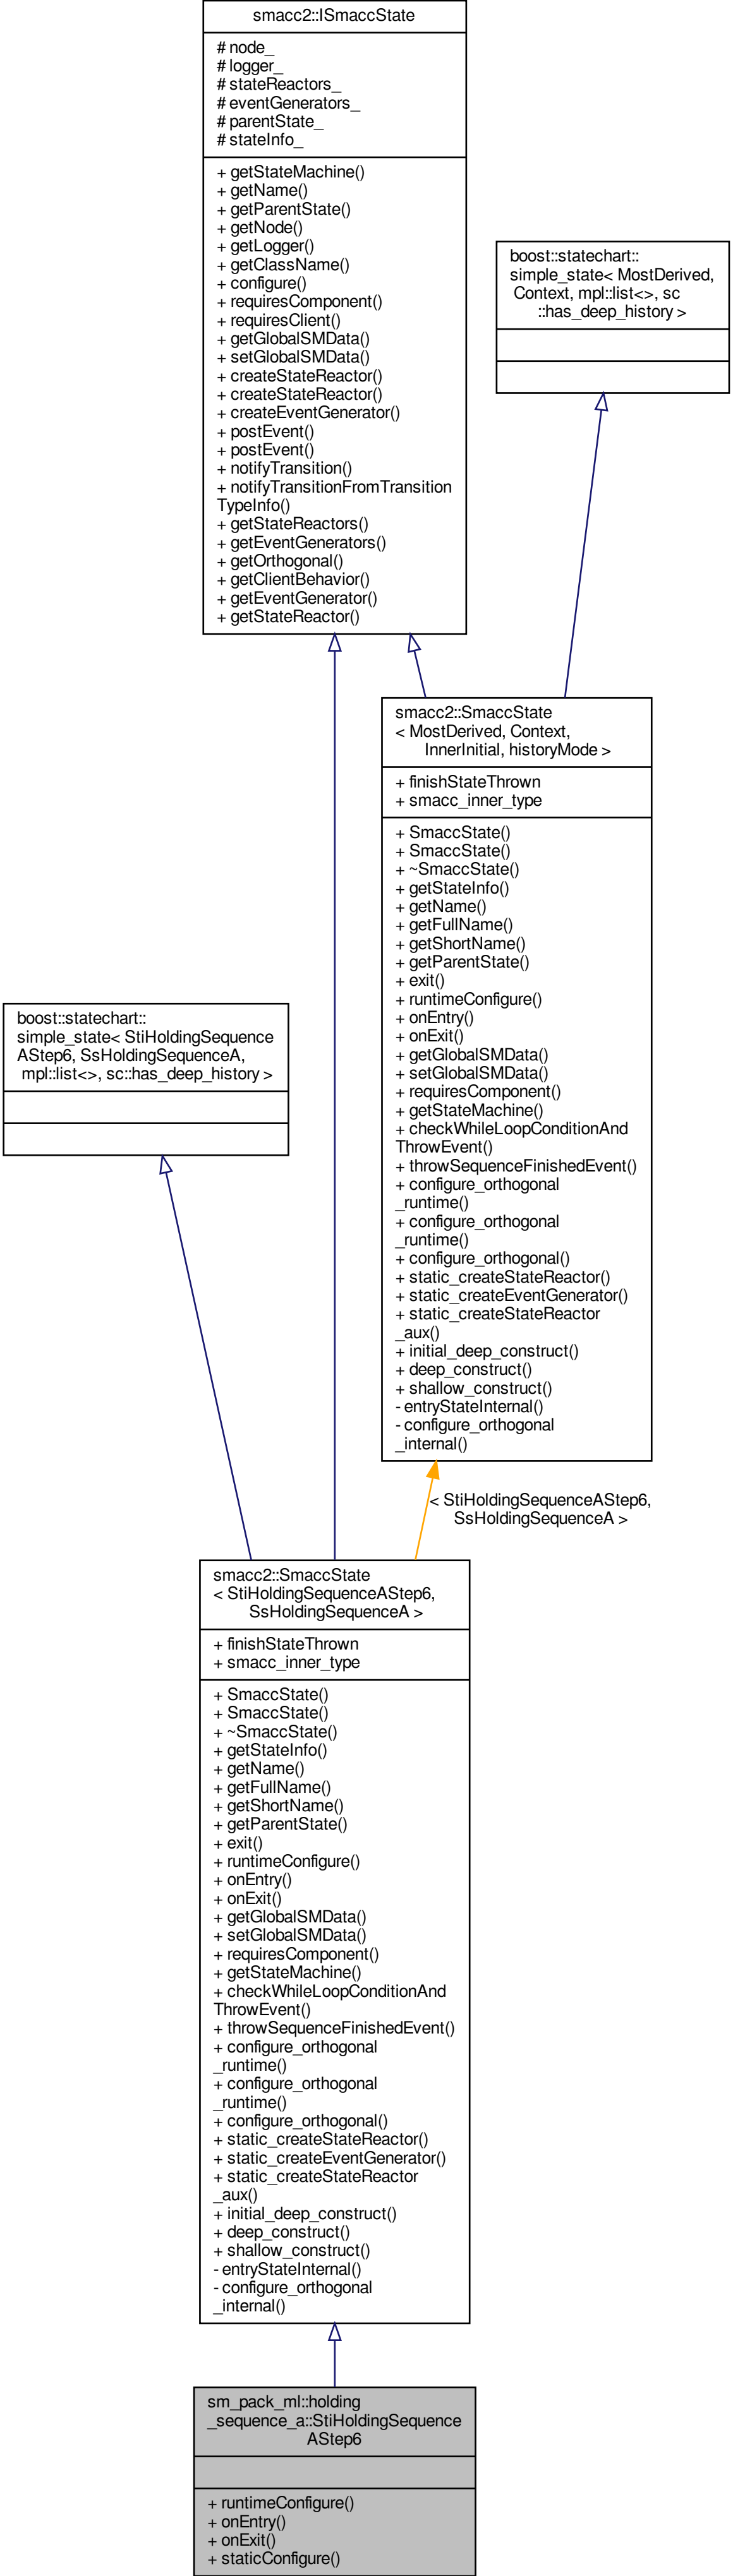 smacc2::ISmaccState
# node_
# logger_
# stateReactors_
# eventGenerators_
# parentState_
# stateInfo_
+ getStateMachine()
+ getName()
+ getParentState()
+ getNode()
+ getLogger()
+ getClassName()
+ configure()
+ requiresComponent()
+ requiresClient()
+ getGlobalSMData()
+ setGlobalSMData()
+ createStateReactor()
+ createStateReactor()
+ createEventGenerator()
+ postEvent()
+ postEvent()
+ notifyTransition()
+ notifyTransitionFromTransition
TypeInfo()
+ getStateReactors()
+ getEventGenerators()
+ getOrthogonal()
+ getClientBehavior()
+ getEventGenerator()
+ getStateReactor()
boost::statechart::
simple_state< MostDerived,
Context, mpl::list<>, sc
::has_deep_history >
smacc2::SmaccState
< MostDerived, Context,
InnerInitial, historyMode >
+ finishStateThrown
+ smacc_inner_type
+ SmaccState()
+ SmaccState()
+ ~SmaccState()
+ getStateInfo()
+ getName()
+ getFullName()
+ getShortName()
+ getParentState()
+ exit()
+ runtimeConfigure()
+ onEntry()
+ onExit()
+ getGlobalSMData()
+ setGlobalSMData()
+ requiresComponent()
+ getStateMachine()
+ checkWhileLoopConditionAnd
ThrowEvent()
+ throwSequenceFinishedEvent()
+ configure_orthogonal
_runtime()
+ configure_orthogonal
_runtime()
+ configure_orthogonal()
+ static_createStateReactor()
+ static_createEventGenerator()
+ static_createStateReactor
_aux()
+ initial_deep_construct()
+ deep_construct()
+ shallow_construct()
- entryStateInternal()
- configure_orthogonal
_internal()
boost::statechart::
simple_state< StiHoldingSequence
AStep6, SsHoldingSequenceA,
mpl::list<>, sc::has_deep_history >
< StiHoldingSequenceAStep6,
SsHoldingSequenceA >
smacc2::SmaccState
< StiHoldingSequenceAStep6,
SsHoldingSequenceA >
+ finishStateThrown
+ smacc_inner_type
+ SmaccState()
+ SmaccState()
+ ~SmaccState()
+ getStateInfo()
+ getName()
+ getFullName()
+ getShortName()
+ getParentState()
+ exit()
+ runtimeConfigure()
+ onEntry()
+ onExit()
+ getGlobalSMData()
+ setGlobalSMData()
+ requiresComponent()
+ getStateMachine()
+ checkWhileLoopConditionAnd
ThrowEvent()
+ throwSequenceFinishedEvent()
+ configure_orthogonal
_runtime()
+ configure_orthogonal
_runtime()
+ configure_orthogonal()
+ static_createStateReactor()
+ static_createEventGenerator()
+ static_createStateReactor
_aux()
+ initial_deep_construct()
+ deep_construct()
+ shallow_construct()
- entryStateInternal()
- configure_orthogonal
_internal()
sm_pack_ml::holding
_sequence_a::StiHoldingSequence
AStep6
+ runtimeConfigure()
+ onEntry()
+ onExit()
+ staticConfigure()